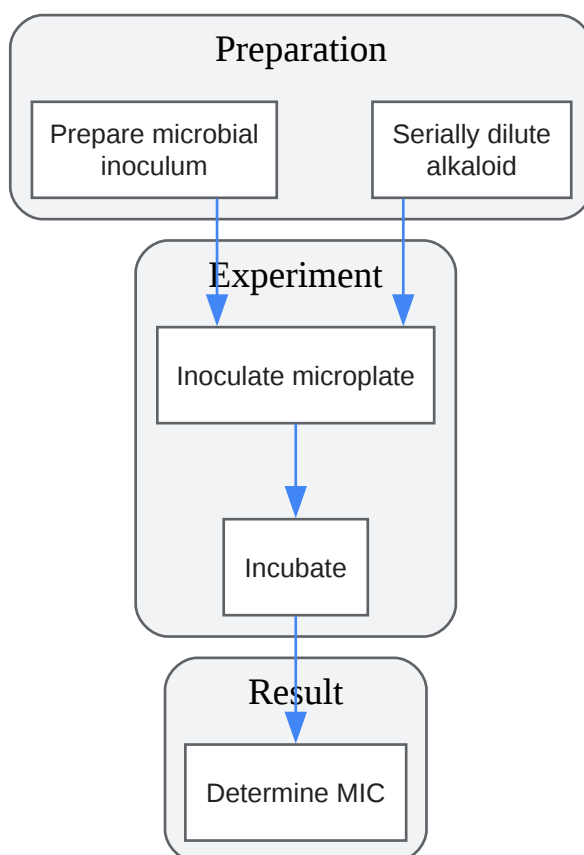 Preparation
Prepare microbial
inoculum
Serially dilute
alkaloid
Experiment
Inoculate microplate
Incubate
Result
Determine MIC